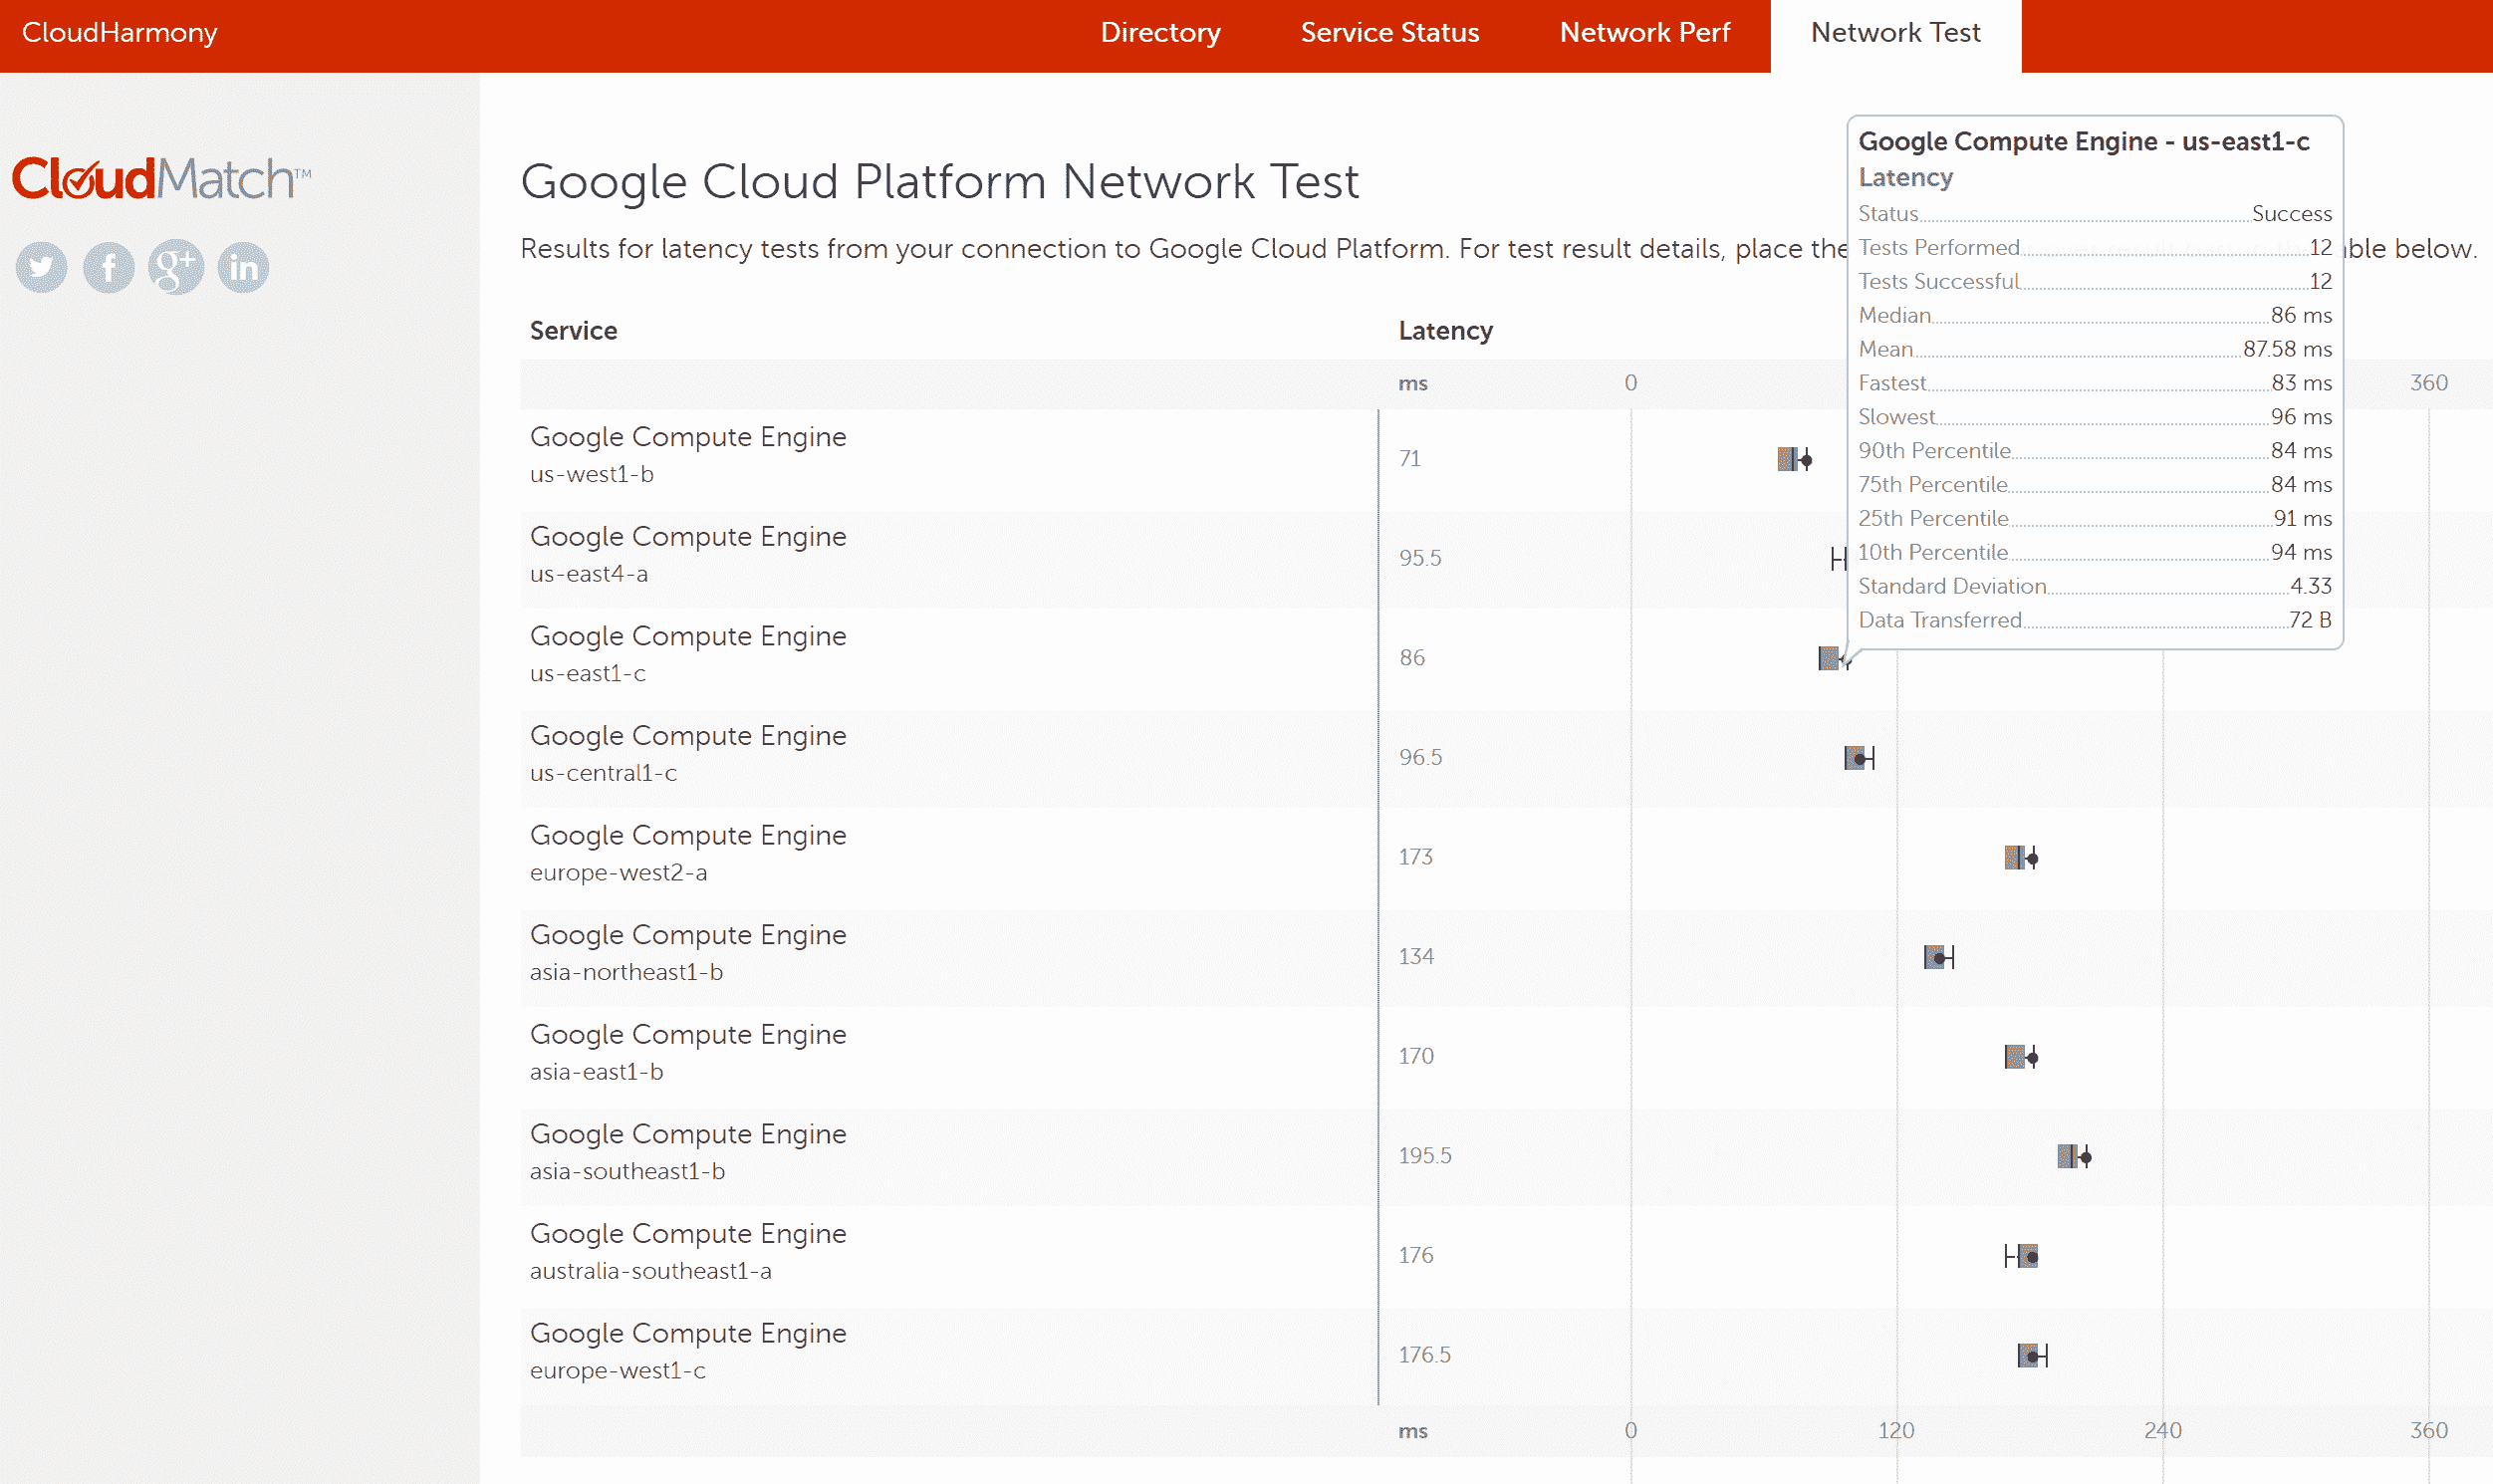 CloudHarmony
Directory
Service Status
Network Perf
Network Test
CloudMatch™
Google Cloud Platform Network Test
Results for latency tests from your connection to Google Cloud Platform. For test result details, place the
ble below.
Google Compute Engine - us-east1-c
Latency
Status Success
Tests Performed 12
Tests Successful 12
Median 86 ms
Mean 87.58 ms
Fastest 83 ms
Slowest 96 ms
90th Percentile 84 ms
75th Percentile 84 ms
25th Percentile 91 ms
10th Percentile 94 ms
Standard Deviation 4.33
Data Transferred 72 B
Service Latency
ms 0 360
Google Compute Engine
us-west1-b
71
Google Compute Engine
us-east4-a
95.5
Google Compute Engine
us-east1-c
86
Google Compute Engine
us-central1-c
96.5
Google Compute Engine
europe-west2-a
173
Google Compute Engine
asia-northeast1-b
134
Google Compute Engine
asia-east1-b
170
Google Compute Engine
asia-southeast1-b
195.5
Google Compute Engine
australia-southeast1-a
176
Google Compute Engine
europe-west1-c
176.5
ms 0 120 240 360